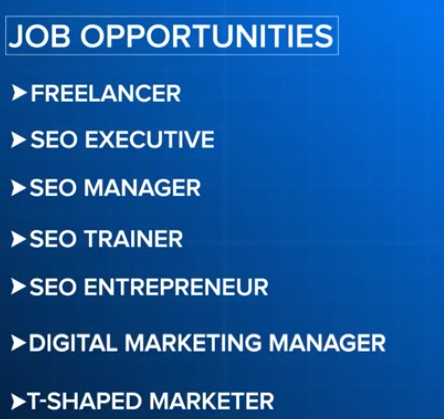 JOB OPPORTUNITIES
➤FREELANCER
➤SEO EXECUTIVE
➤SEO MANAGER
➤SEO TRAINER
➤SEO ENTREPRENEUR
➤DIGITAL MARKETING MANAGER
➤T-SHAPED MARKETER